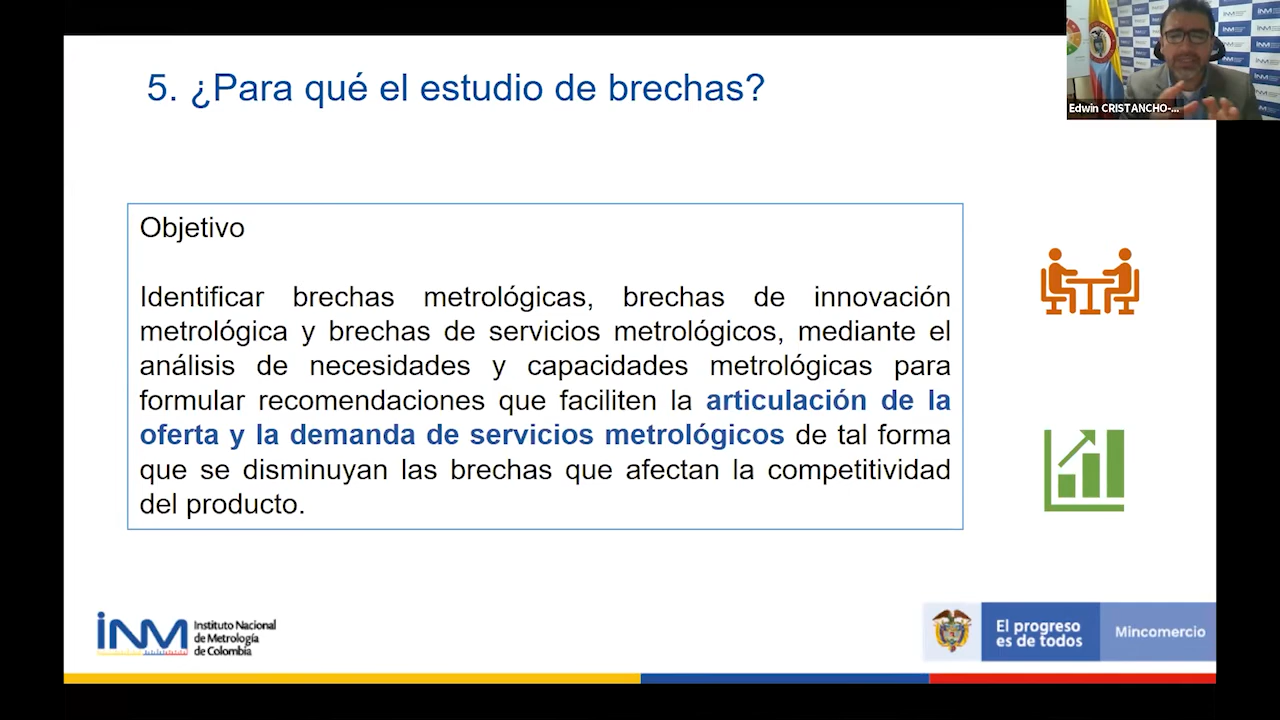 Edwin CRISTANCHO-...
5. ¿Para qué el estudio de brechas?
Objetivo
Identificar brechas metrológicas, brechas de innovación
metrológica y brechas de servicios metrológicos, mediante el
análisis de necesidades y capacidades metrológicas para
formular recomendaciones que faciliten la articulación de la
oferta y la demanda de servicios metrológicos de tal forma
que se disminuyan las brechas que afectan la competitividad
del producto.
INM
Instituto Nacional
de Metrología
de Colombia
El progreso
es de todos
Mincomercio